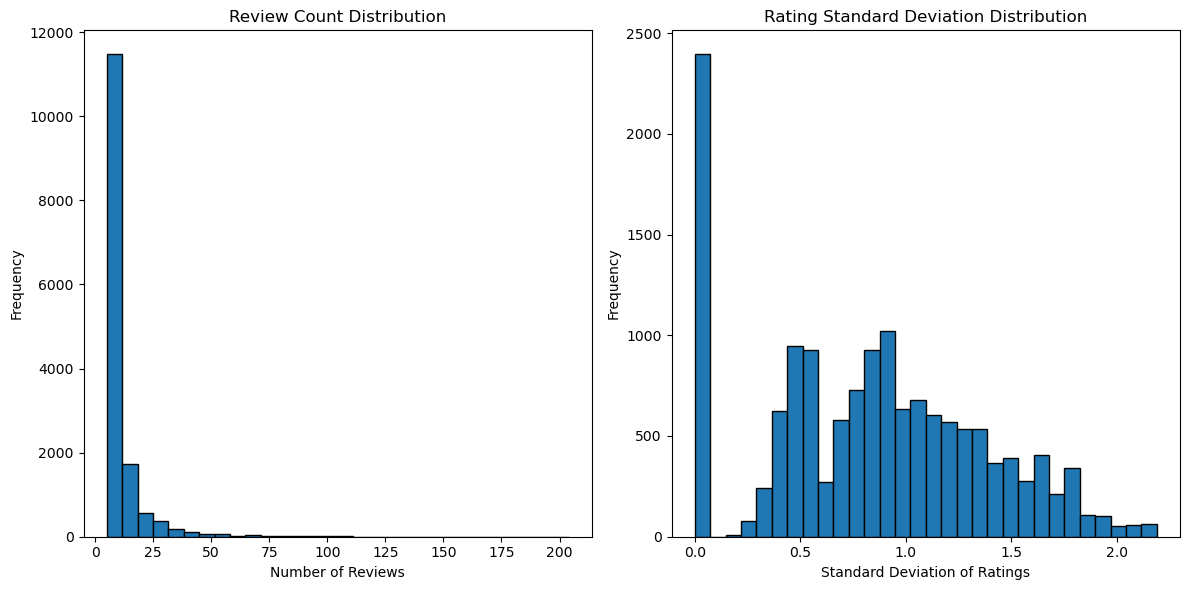 Review Count Distribution
12000
10000
8000
6000
4000
2000
0
Frequency
0 25 50 75 100 125 150 175 200
Number of Reviews
Rating Standard Deviation Distribution
2500
2000
1500
1000
500
0
Frequency
0.0 0.5 1.0 1.5 2.0
Standard Deviation of Ratings